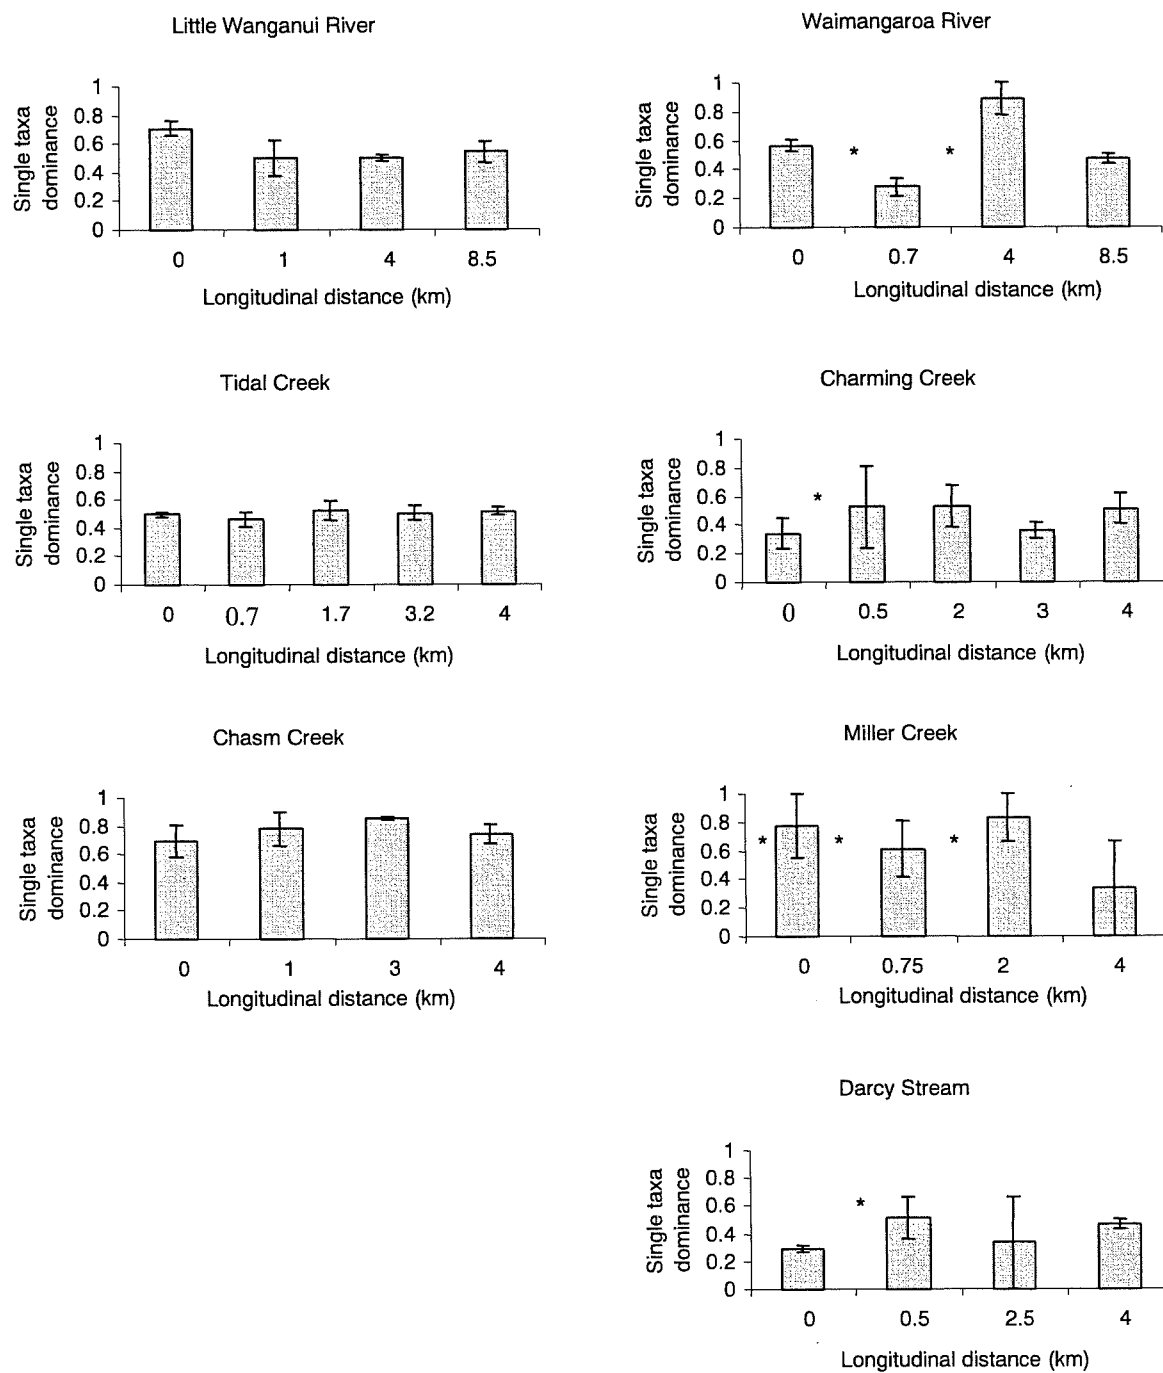 Little Wanganui River
Single taxa
dominance
1
0.8
0.6
0.4
0.2
0
0 1 4 8.5
Longitudinal distance (km)
Waimangaroa River
Single taxa
dominance
1
0.8
0.6
0.4
0.2
0
* *
0 0.7 4 8.5
Longitudinal distance (km)
Tidal Creek
Single taxa
dominance
1
0.8
0.6
0.4
0.2
0
0 0.7 1.7 3.2 4
Longitudinal distance (km)
Charming Creek
Single taxa
dominance
1
0.8
0.6
0.4
0.2
0
*
0 0.5 2 3 4
Longitudinal distance (km)
Chasm Creek
Single taxa
dominance
1
0.8
0.6
0.4
0.2
0
0 1 3 4
Longitudinal distance (km)
Miller Creek
Single taxa
dominance
1
0.8
0.6
0.4
0.2
0
* * *
0 0.75 2 4
Longitudinal distance (km)
Darcy Stream
Single taxa
dominance
1
0.8
0.6
0.4
0.2
0
*
0 0.5 2.5 4
Longitudinal distance (km)